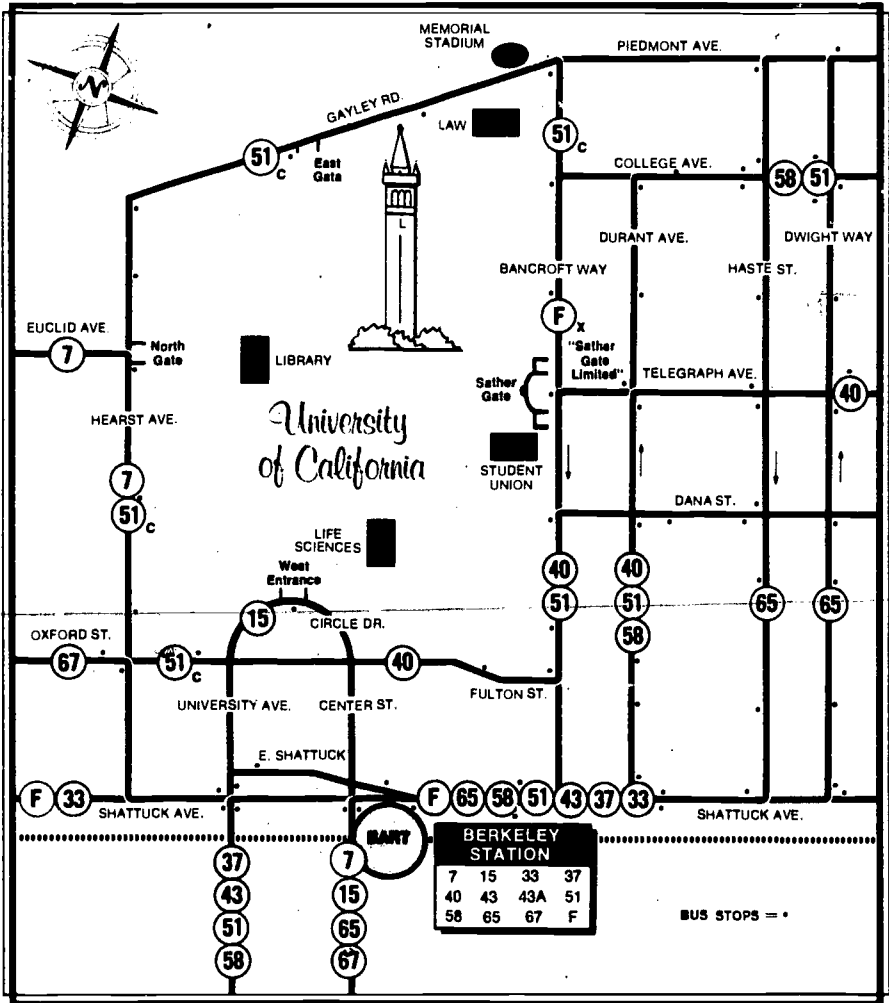 MEMORIAL
STADIUM
PIEDMONT AVE.
N
GAYLEY RD.
LAW
51
C
51
C
East
Gata
COLLEGE AVE.
58 51
DURANT AVE.
DWIGHT WAY
BANCROFT WAY
HASTE ST.
L
F
X
EUCLID AVE.
7
North
Gate
LIBRARY
"Sather
Gate
Limited"
Sather
Gate
TELEGRAPH AVE.
40
HEARST AVE.
University
of California
STUDENT
UNION
7
51
C
DANA ST.
LIFE
SCIENCES
West
Entrance
40
51
40
51
58
65
65
15
CIRCLE DR.
OXFORD ST.
67
51
C
40
FULTON ST.
UNIVERSITY AVE.
CENTER ST.
E. SHATTUCK
F 33
F 65 58 51 43 37 33
SHATTUCK AVE.
SHATTUCK AVE.
BART
BERKELEY
STATION
7 15 33 37
40 43 43A 51
58 65 67 F
37
43
51
58
7
15
65
67
BUS STOPS = •